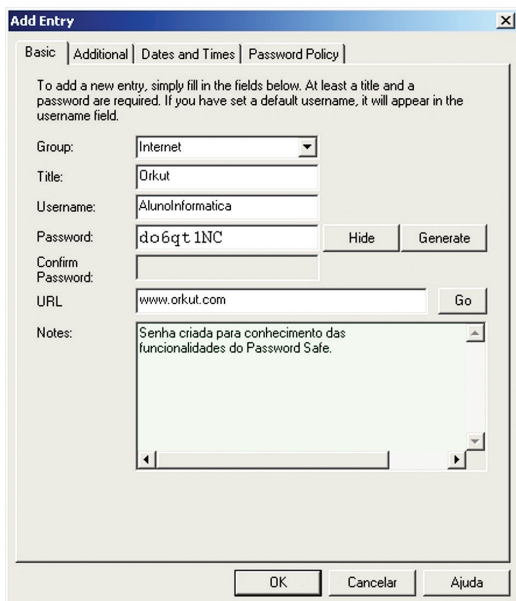 Add Entry
Basic Additional Dates and Times Password Policy
To add a new entry, simply fill in the fields below. At least a title and a
password are required. If you have set a default username, it will appear in the
username field.
Group: Internet
Title: Orkut
Username: AlunoInformatica
Password: do6qt1NC Hide Generate
Confirm
Password:
URL www.orkut.com Go
Notes: Senha criada para conhecimento das
funcionalidades do Password Safe.
OK Cancelar Ajuda